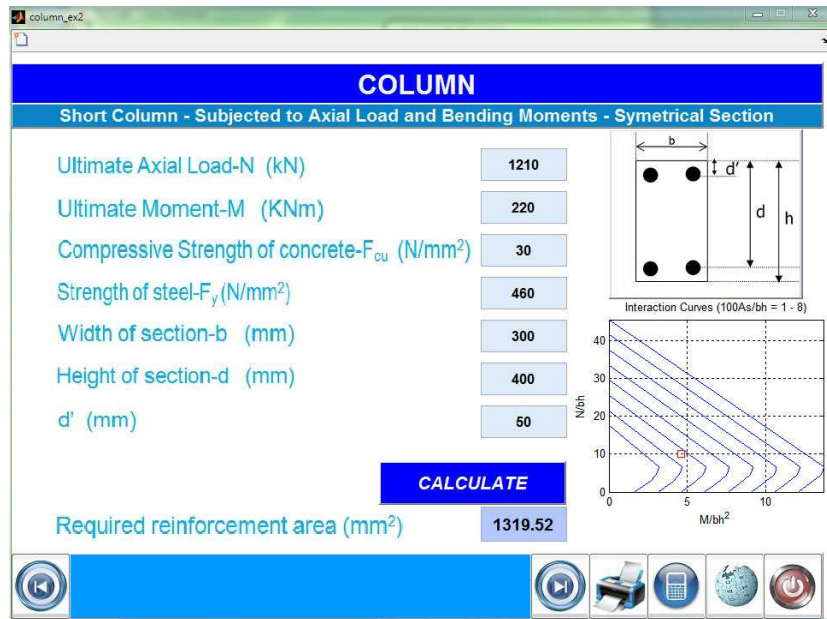 column_ex2
COLUMN
Short Column - Subjected to Axial Load and Bending Moments - Symetrical Section
Ultimate Axial Load-N (kN) 1210
Ultimate Moment-M (KNm) 220
Compressive Strength of concrete-Fcu (N/mm²) 30
Strength of steel-Fy (N/mm²) 460
Width of section-b (mm) 300
Height of section-d (mm) 400
d' (mm) 50
CALCULATE
Required reinforcement area (mm²) 1319.52
b
d'
d
h
Interaction Curves (100As/bh = 1 - 8)
40
30
20
10
0
N/bh
0 5 10
M/bh²